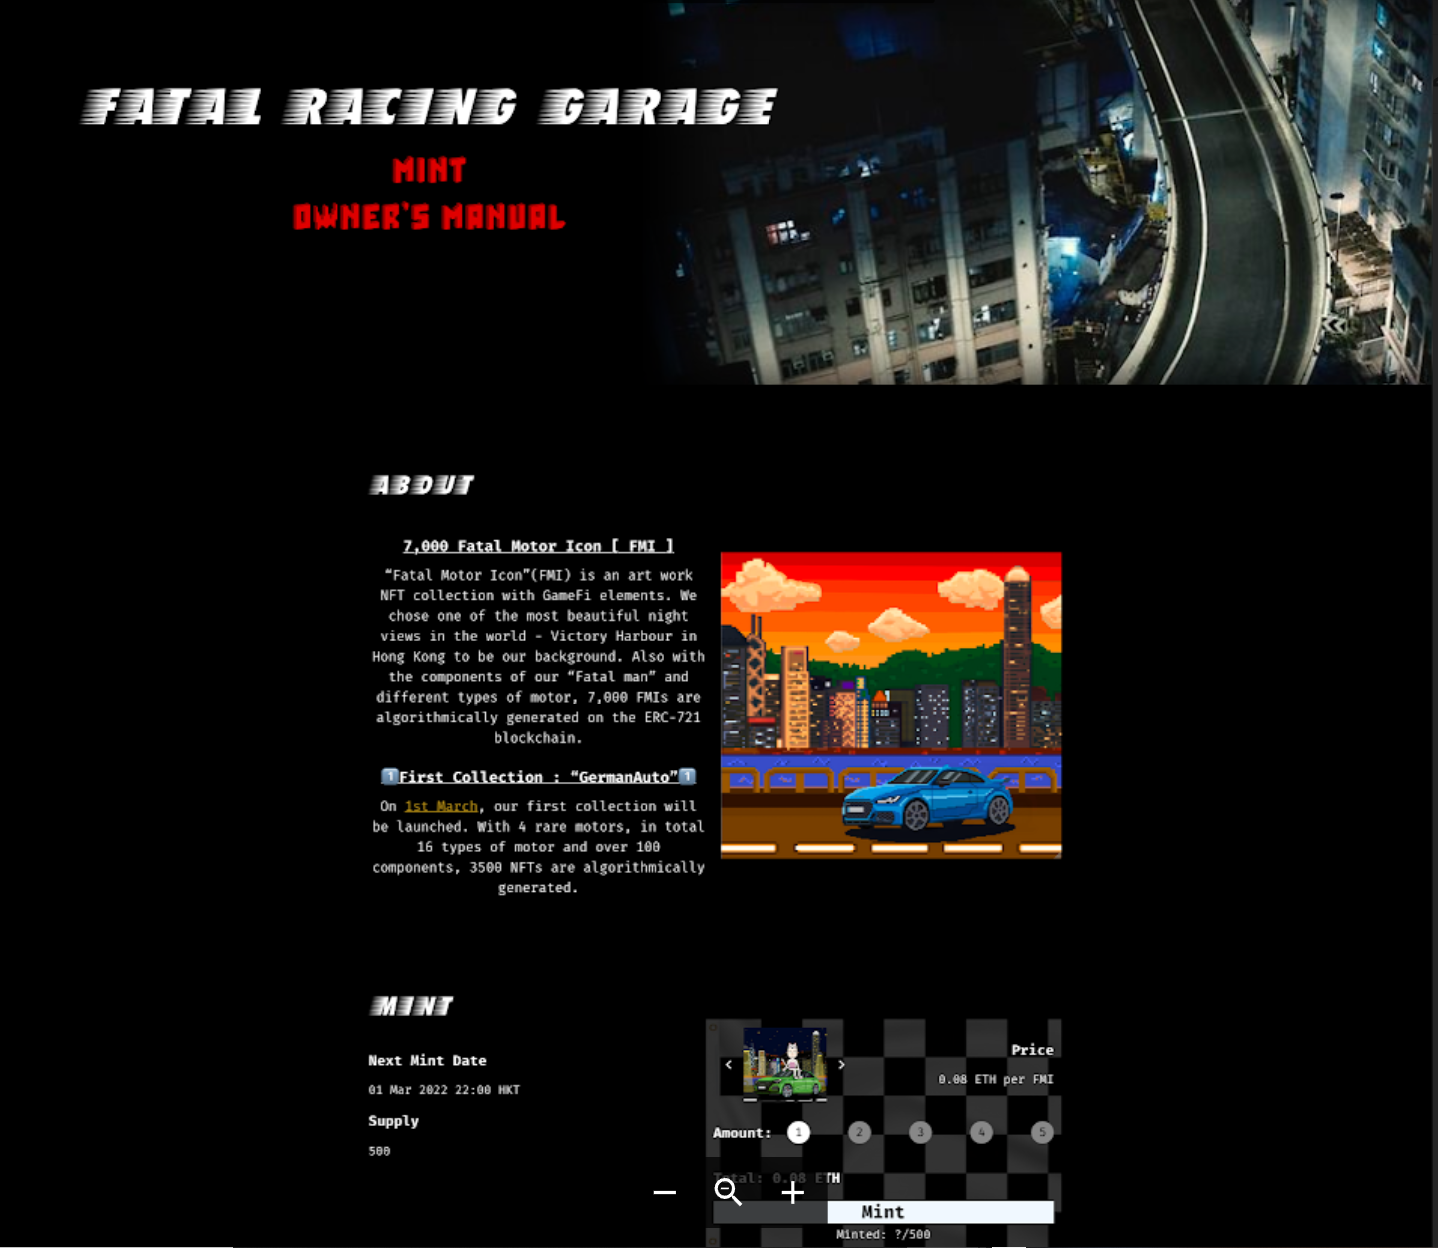 FATAL RACING GARAGE
MINT
OWNER'S MANUAL
ABOUT
7,000 Fatal Motor Icon [ FMI ]
“Fatal Motor Icon”(FMI) is an art work
NFT collection with GameFi elements. We
chose one of the most beautiful night
views in the world - Victory Harbour in
Hong Kong to be our background. Also with
the components of our “Fatal man” and
different types of motor, 7,000 FMIs are
algorithmically generated on the ERC-721
blockchain.
1️⃣First Collection : “GermanAuto”1️⃣
On 1st March, our first collection will
be launched. With 4 rare motors, in total
16 types of motor and over 100
components, 3500 NFTs are algorithmically
generated.
MINT
Next Mint Date
01 Mar 2022 22:00 HKT
Supply
500
Price
0.08 ETH per FMI
Amount: 1 2 3 4 5
Total: 0.08 ETH
Mint
Minted: ?/500